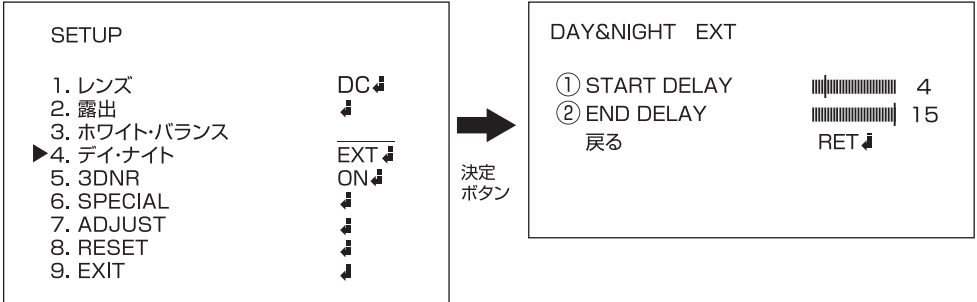 SETUP
1. レンズ DC
2. 露出
3. ホワイト・バランス
▶4. デイ・ナイト EXT
5. 3DNR ON
6. SPECIAL
7. ADJUST
8. RESET
9. EXIT
決定
ボタン
DAY&NIGHT EXT
① START DELAY 4
② END DELAY 15
戻る RET